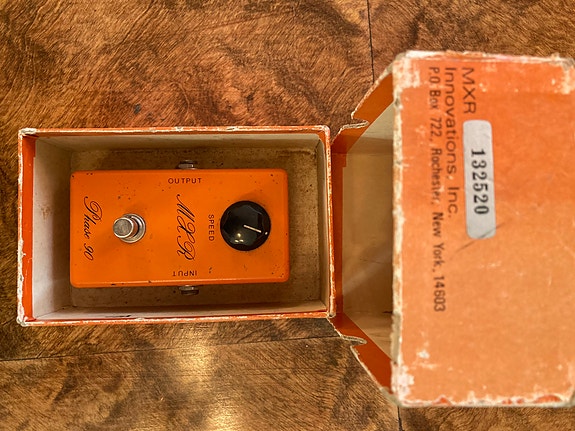 OUTPUT
MXR
SPEED
INPUT
Phase 90
MXR
Innovations, Inc.
P.O. Box 722, Rochester, New York, 14603
132520